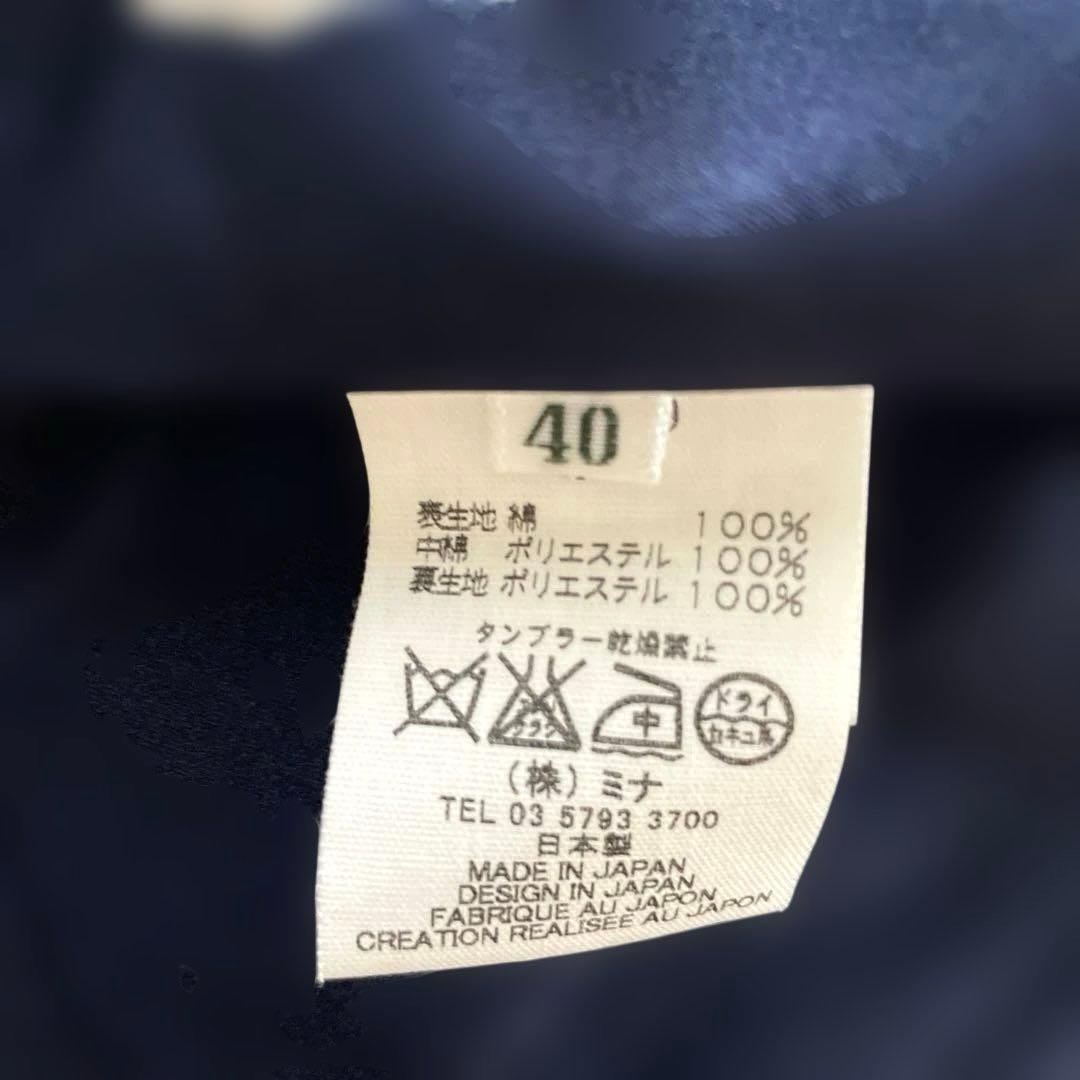 40
表生地 綿 100%
中綿 ポリエステル 100%
裏生地 ポリエステル 100%
タンブラー乾燥禁止
中 ドライ
(株)ミナ
TEL 03 5793 3700
日本製
MADE IN JAPAN
DESIGN IN JAPAN
FABRIQUE AU JAPON
CREATION REALISEE AU JAPON